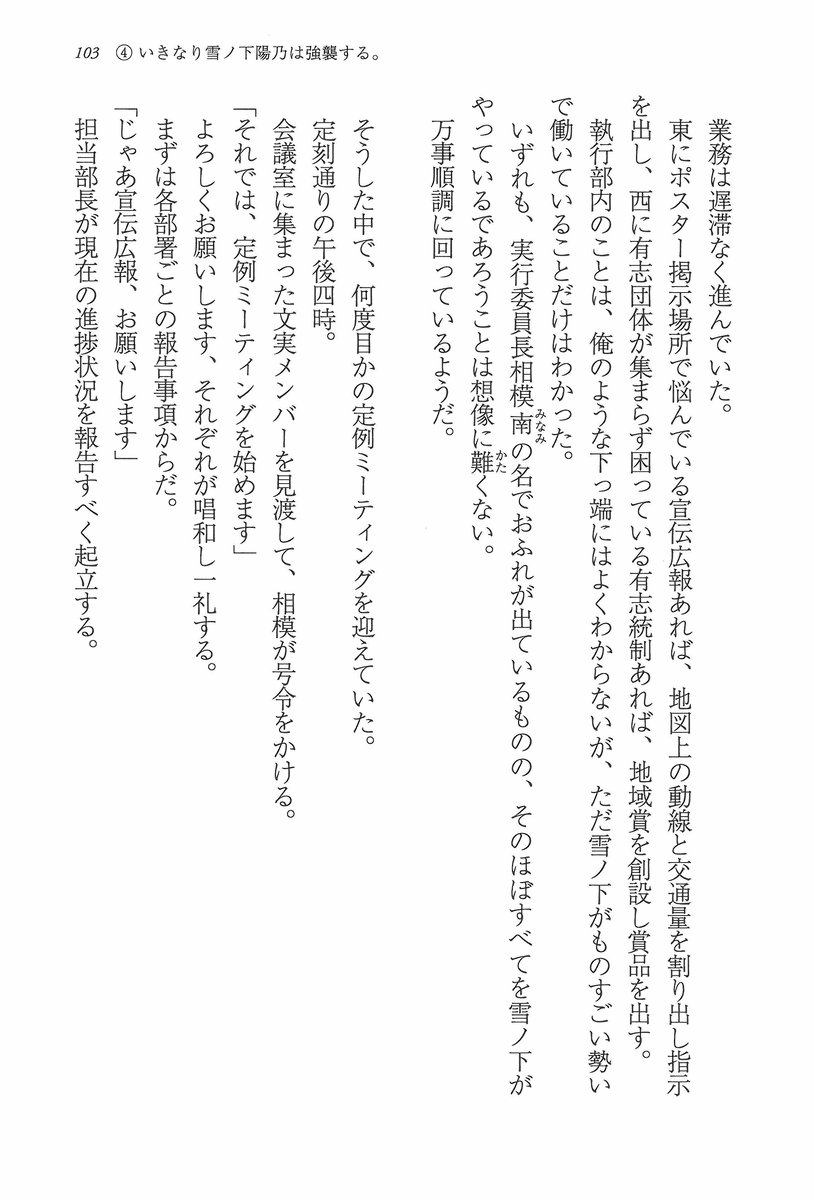 103 ④ いきなり雪ノ下陽乃は強襲する。
業務は遅滞なく進んでいた。
東にポスター掲示場所で悩んでいる宣伝広報あれば、地図上の動線と交通量を割り出し指示
を出し、西に有志団体が集まらず困っている有志統制あれば、地域賞を創設し賞品を出す。
執行部内のことは、俺のような下っ端にはよくわからないが、ただ雪ノ下がものすごい勢い
で働いていることだけはわかった。
いずれも、実行委員長相模南の名でおふれが出ているものの、そのほぼすべてを雪ノ下が
みなみ
やっているであろうことは想像に難くない。
かた
万事順調に回っているようだ。
そうした中で、何度目かの定例ミーティングを迎えていた。
定刻通りの午後四時。
会議室に集まった文実メンバーを見渡して、相模が号令をかける。
「それでは、定例ミーティングを始めます」
よろしくお願いします、それぞれが唱和し一礼する。
まずは各部署ごとの報告事項からだ。
「じゃあ宣伝広報、お願いします」
担当部長が現在の進捗状況を報告すべく起立する。